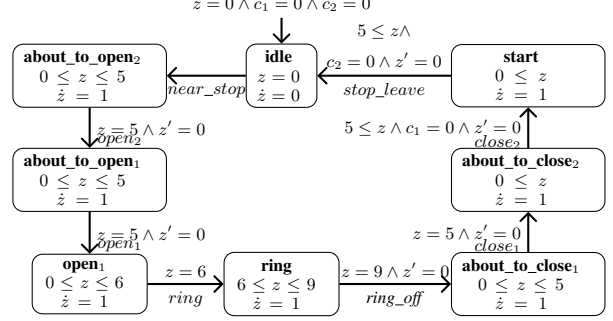 z = 0 ∧ c₁ = 0 ∧ c₂ = 0
about_to_open₂
0 ≤ z ≤ 5
ż = 1
near_stop
idle
z = 0
ż = 0
5 ≤ z∧
c₂ = 0 ∧ z′ = 0
stop_leave
start
0 ≤ z
ż = 1
z = 5 ∧ z′ = 0
open₂
5 ≤ z ∧ c₁ = 0 ∧ z′ = 0
close₂
about_to_open₁
0 ≤ z ≤ 5
ż = 1
about_to_close₂
0 ≤ z
ż = 1
z = 5 ∧ z′ = 0
open₁
z = 5 ∧ z′ = 0
close₁
open₁
0 ≤ z ≤ 6
ż = 1
z = 6
ring
ring
6 ≤ z ≤ 9
ż = 1
z = 9 ∧ z′ = 0
ring_off
about_to_close₁
0 ≤ z ≤ 5
ż = 1